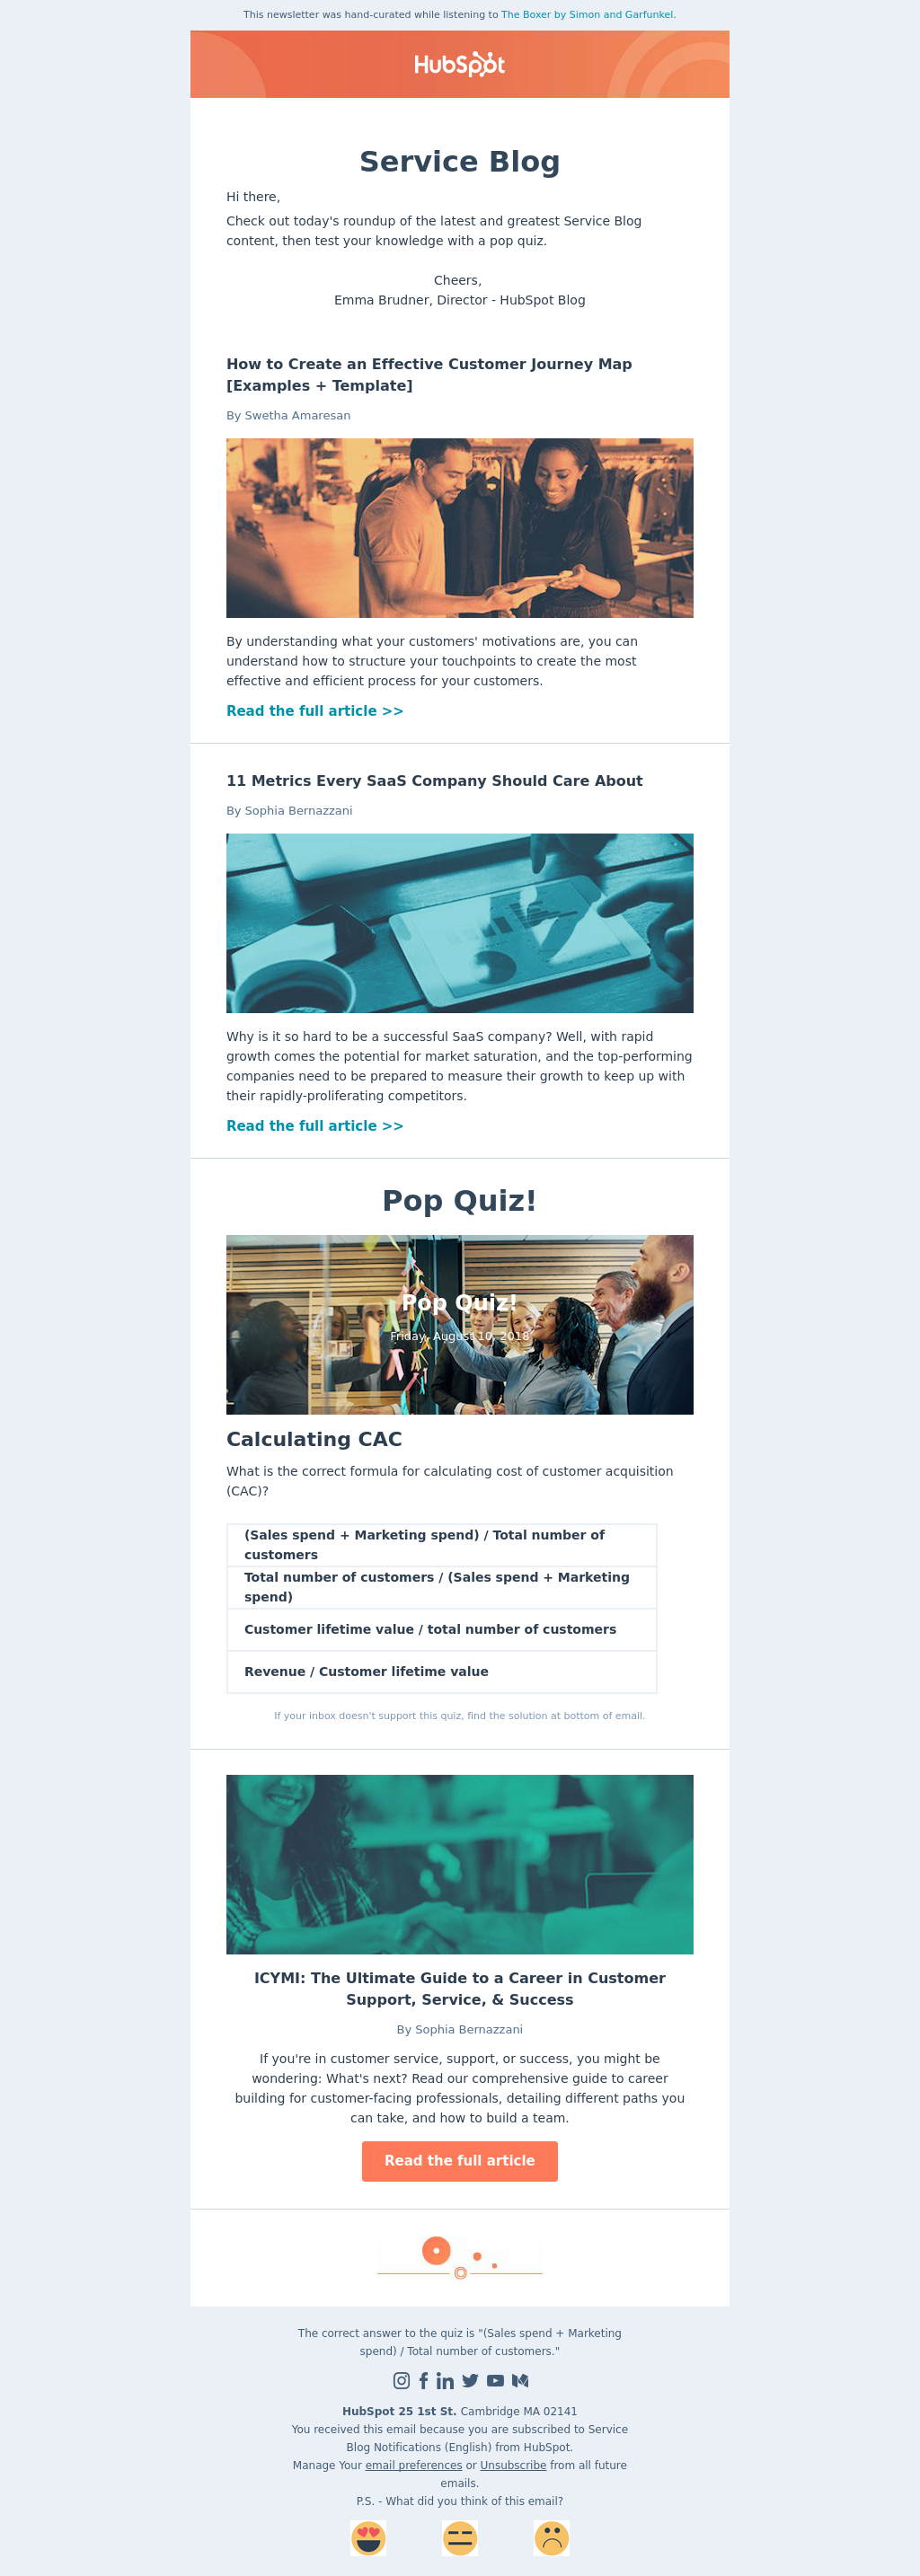 This newsletter was hand-curated while listening to The Boxer by Simon and Garfunkel.
HubSpot
Service Blog
Hi there,
Check out today's roundup of the latest and greatest Service Blog
content, then test your knowledge with a pop quiz.
Cheers,
Emma Brudner, Director - HubSpot Blog
How to Create an Effective Customer Journey Map
[Examples + Template]
By Swetha Amaresan
By understanding what your customers' motivations are, you can
understand how to structure your touchpoints to create the most
effective and efficient process for your customers.
Read the full article >>
11 Metrics Every SaaS Company Should Care About
By Sophia Bernazzani
Why is it so hard to be a successful SaaS company? Well, with rapid
growth comes the potential for market saturation, and the top-performing
companies need to be prepared to measure their growth to keep up with
their rapidly-proliferating competitors.
Read the full article >>
Pop Quiz!
Pop Quiz!
Friday, August 10, 2018
Calculating CAC
What is the correct formula for calculating cost of customer acquisition
(CAC)?
(Sales spend + Marketing spend) / Total number of
customers
Total number of customers / (Sales spend + Marketing
spend)
Customer lifetime value / total number of customers
Revenue / Customer lifetime value
If your inbox doesn't support this quiz, find the solution at bottom of email.
ICYMI: The Ultimate Guide to a Career in Customer
Support, Service, & Success
By Sophia Bernazzani
If you're in customer service, support, or success, you might be
wondering: What's next? Read our comprehensive guide to career
building for customer-facing professionals, detailing different paths you
can take, and how to build a team.
Read the full article
The correct answer to the quiz is "(Sales spend + Marketing
spend) / Total number of customers."
HubSpot 25 1st St. Cambridge MA 02141
You received this email because you are subscribed to Service
Blog Notifications (English) from HubSpot.
Manage Your email preferences or Unsubscribe from all future
emails.
P.S. - What did you think of this email?